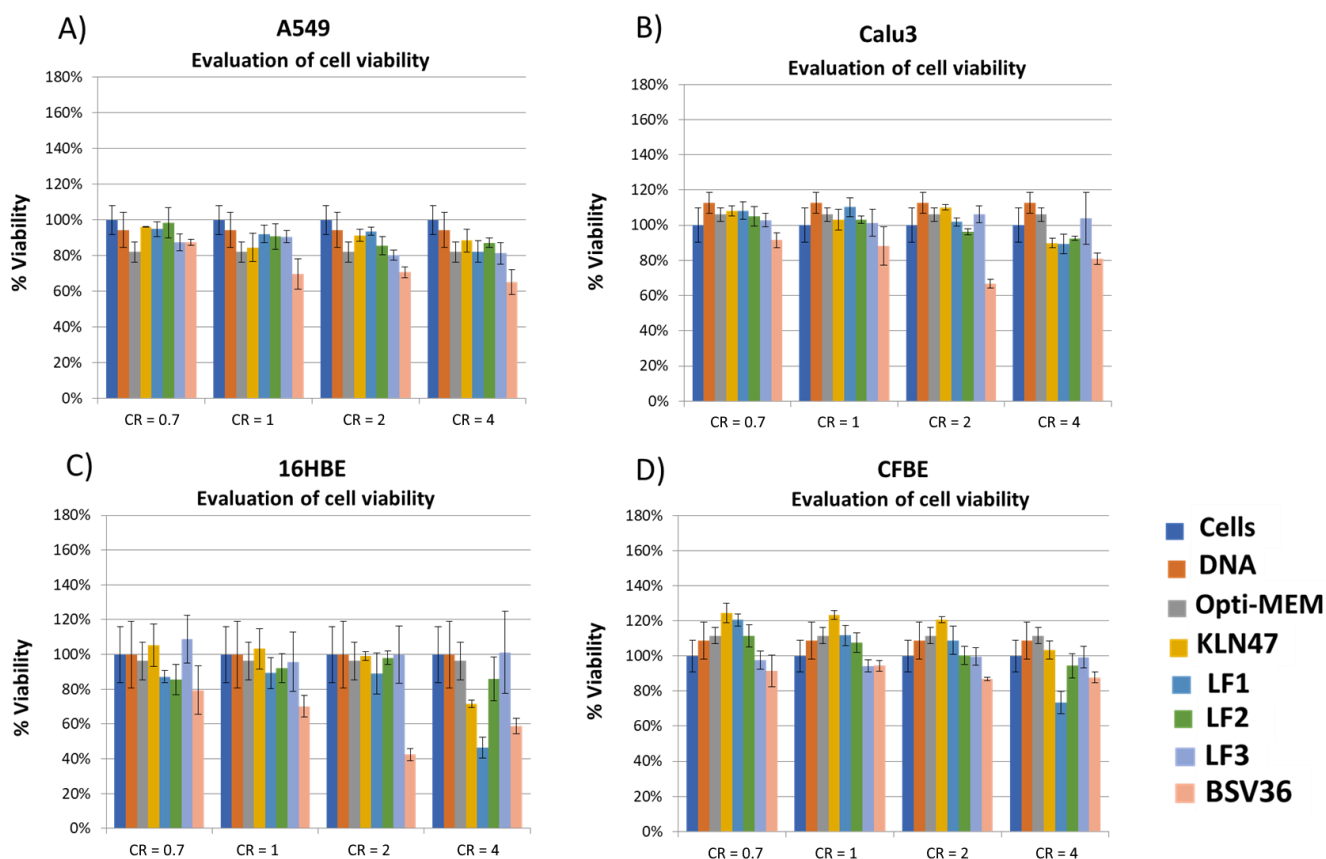 A)
A549
Evaluation of cell viability
% Viability
180%
160%
140%
120%
100%
80%
60%
40%
20%
0%
CR = 0.7 CR = 1 CR = 2 CR = 4
B)
Calu3
Evaluation of cell viability
% Viability
180%
160%
140%
120%
100%
80%
60%
40%
20%
0%
CR = 0.7 CR = 1 CR = 2 CR = 4
C)
16HBE
Evaluation of cell viability
% Viability
180%
160%
140%
120%
100%
80%
60%
40%
20%
0%
CR = 0.7 CR = 1 CR = 2 CR = 4
D)
CFBE
Evaluation of cell viability
% Viability
180%
160%
140%
120%
100%
80%
60%
40%
20%
0%
CR = 0.7 CR = 1 CR = 2 CR = 4
Cells
DNA
Opti-MEM
KLN47
LF1
LF2
LF3
BSV36